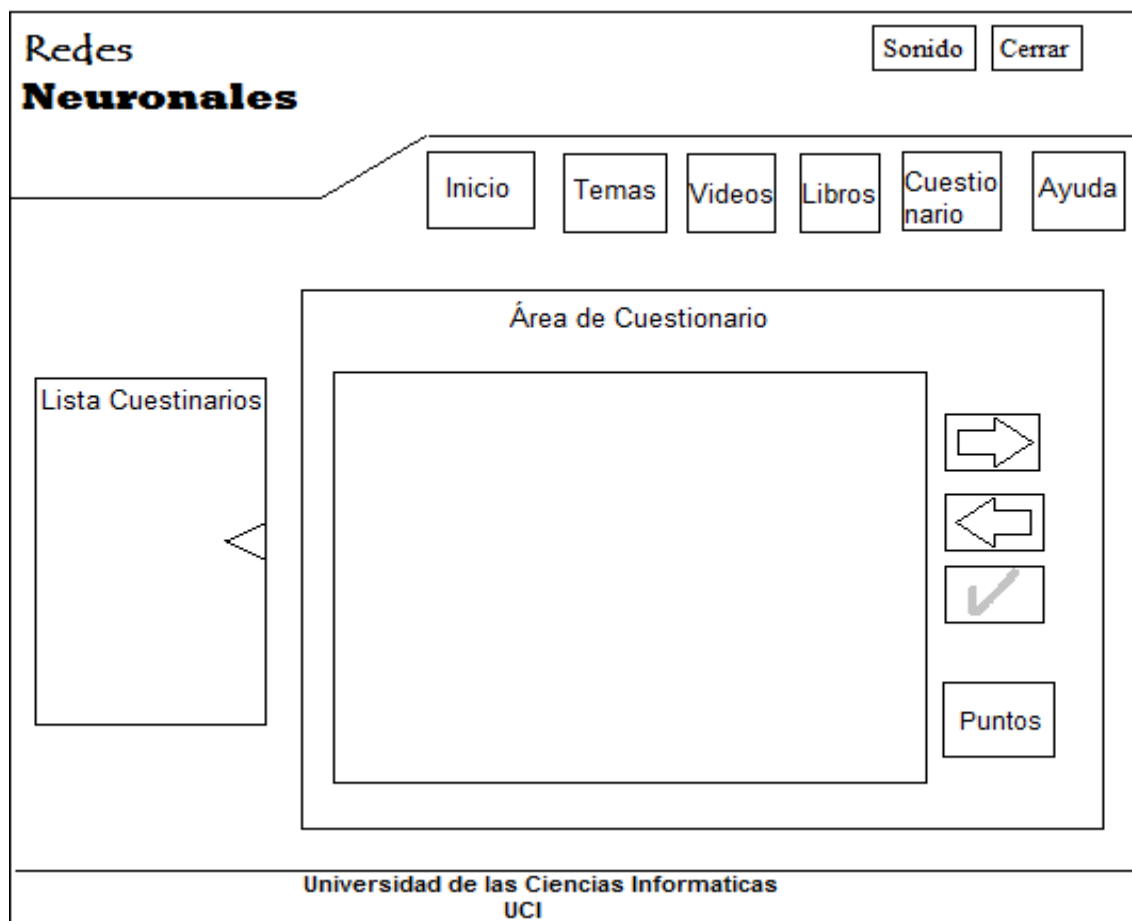 Redes
Neuronales
Sonido
Cerrar
Inicio
Temas
Videos
Libros
Cuestio
nario
Ayuda
Área de Cuestionario
Lista Cuestinarios
Puntos
Universidad de las Ciencias Informaticas
UCI